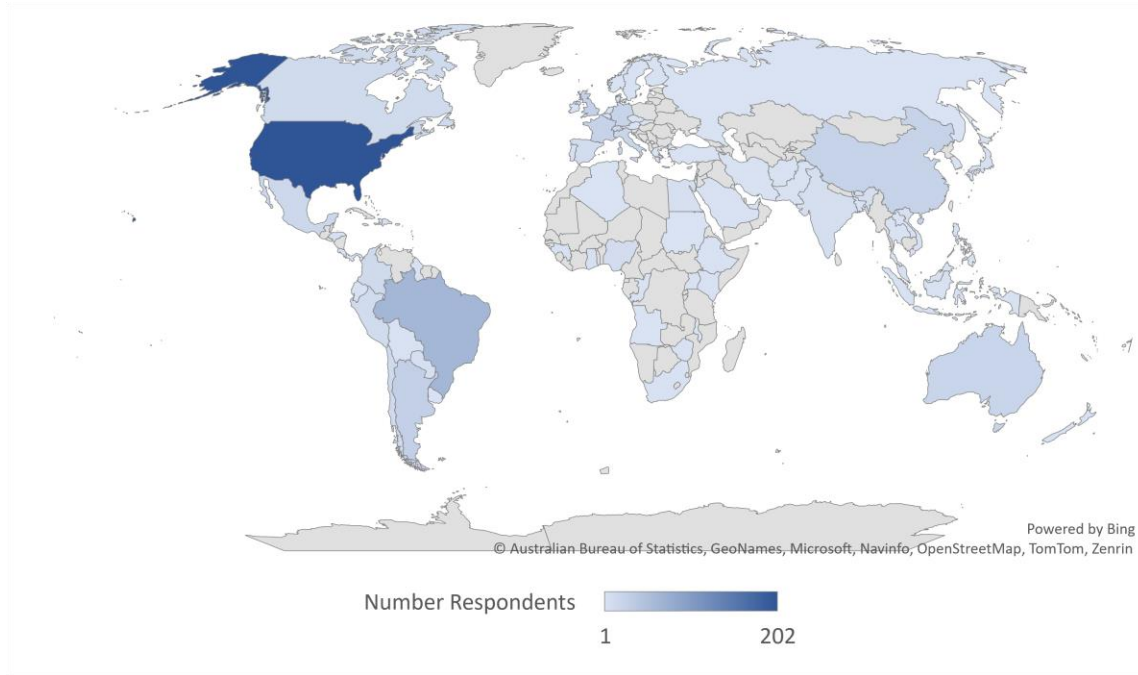 Powered by Bing
© Australian Bureau of Statistics, GeoNames, Microsoft, Navinfo, OpenStreetMap, TomTom, Zenrin
Number Respondents
1 202